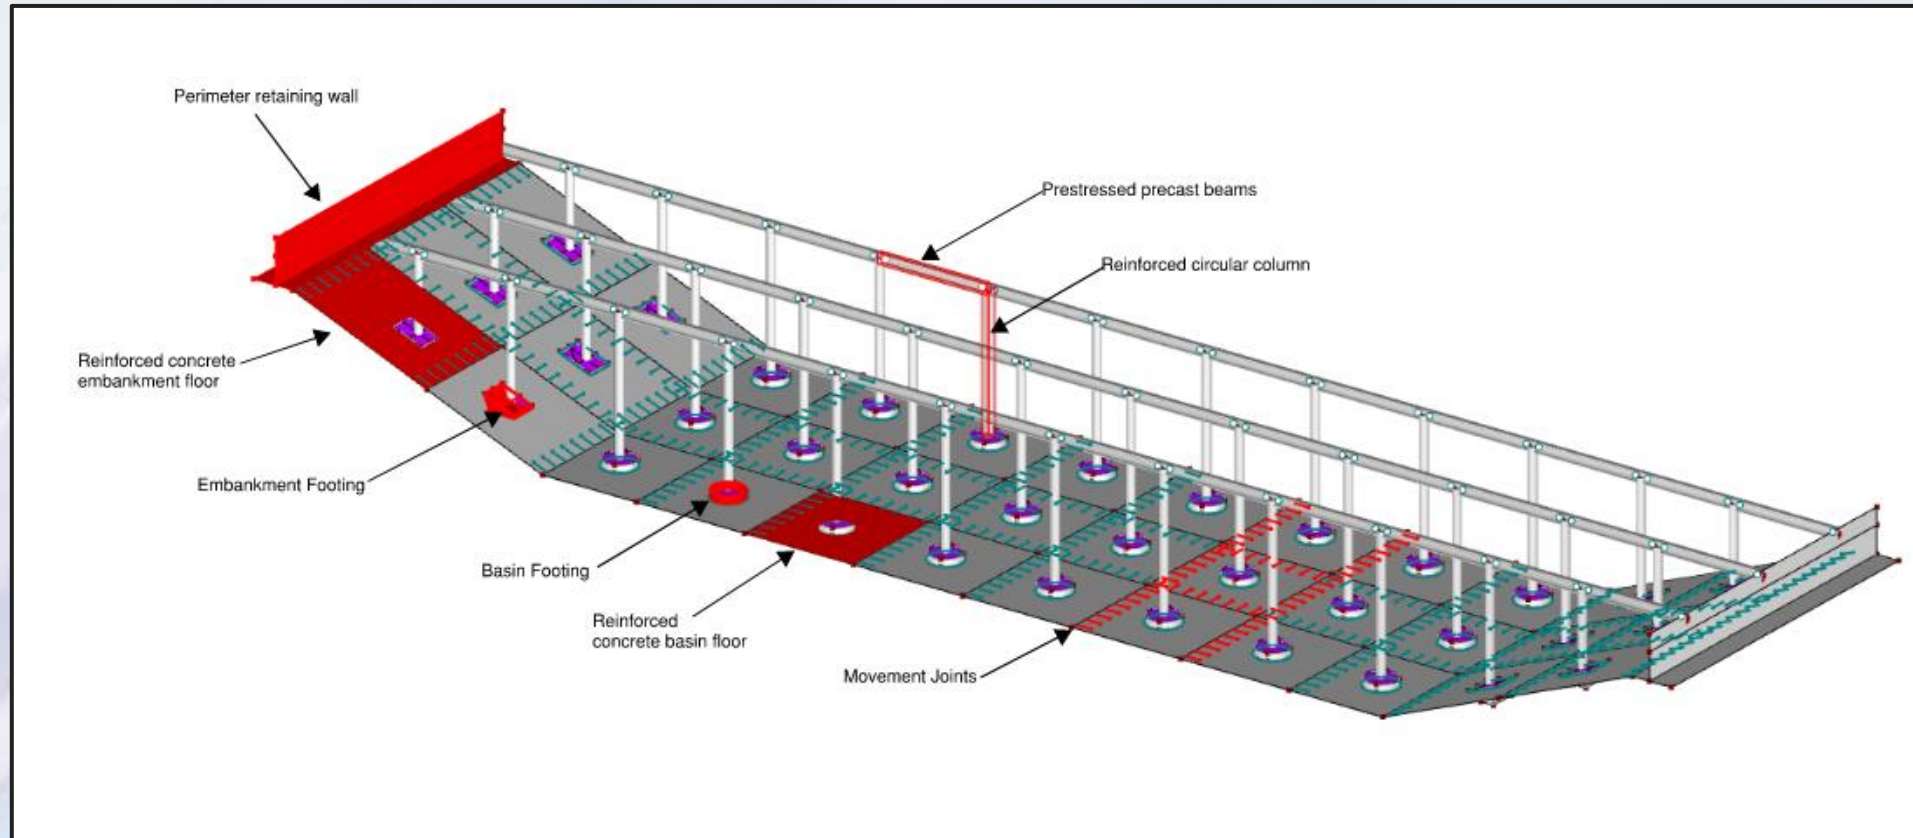 Perimeter retaining wall
Prestressed precast beams
Reinforced circular column
Reinforced concrete
embankment floor
Embankment Footing
Basin Footing
Reinforced
concrete basin floor
Movement Joints